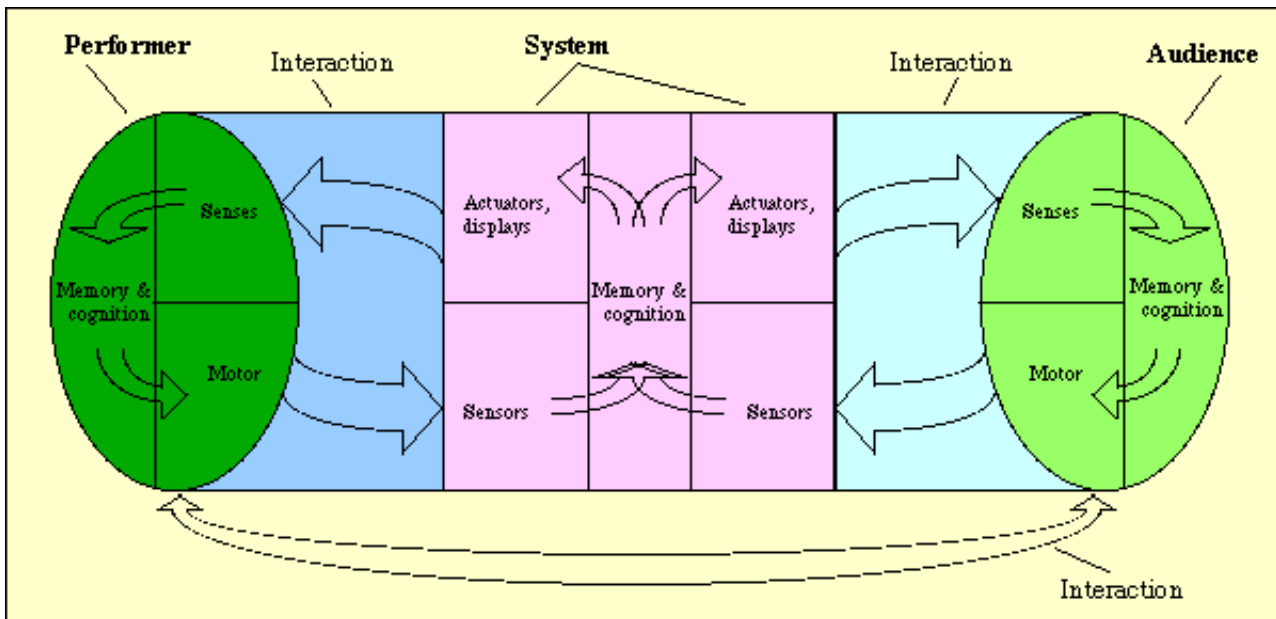 Performer
Interaction
System
Interaction
Audience
Senses
Memory &
cognition
Motor
Actuators,
displays
Sensors
Memory &
cognition
Actuators,
displays
Sensors
Senses
Memory &
cognition
Motor
Interaction